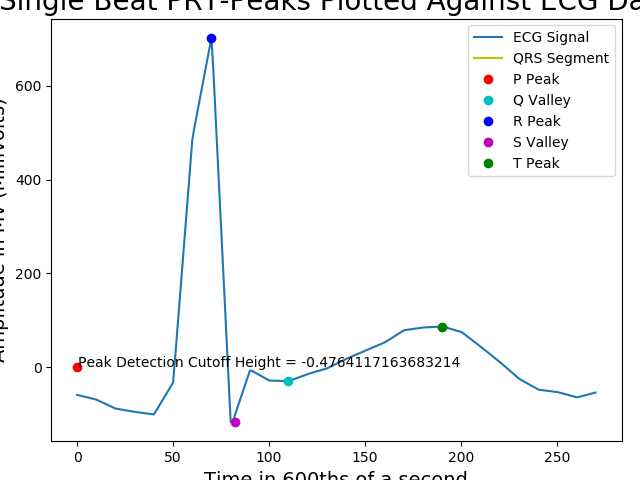 Single Beat PRT-Peaks Plotted Against ECG Da
ECG Signal
QRS Segment
P Peak
Q Valley
R Peak
S Valley
T Peak
600
400
200
0
Peak Detection Cutoff Height = -0.4764117163683214
Amplitude in MV (Millivolts)
0 50 100 150 200 250
Time in 600ths of a second